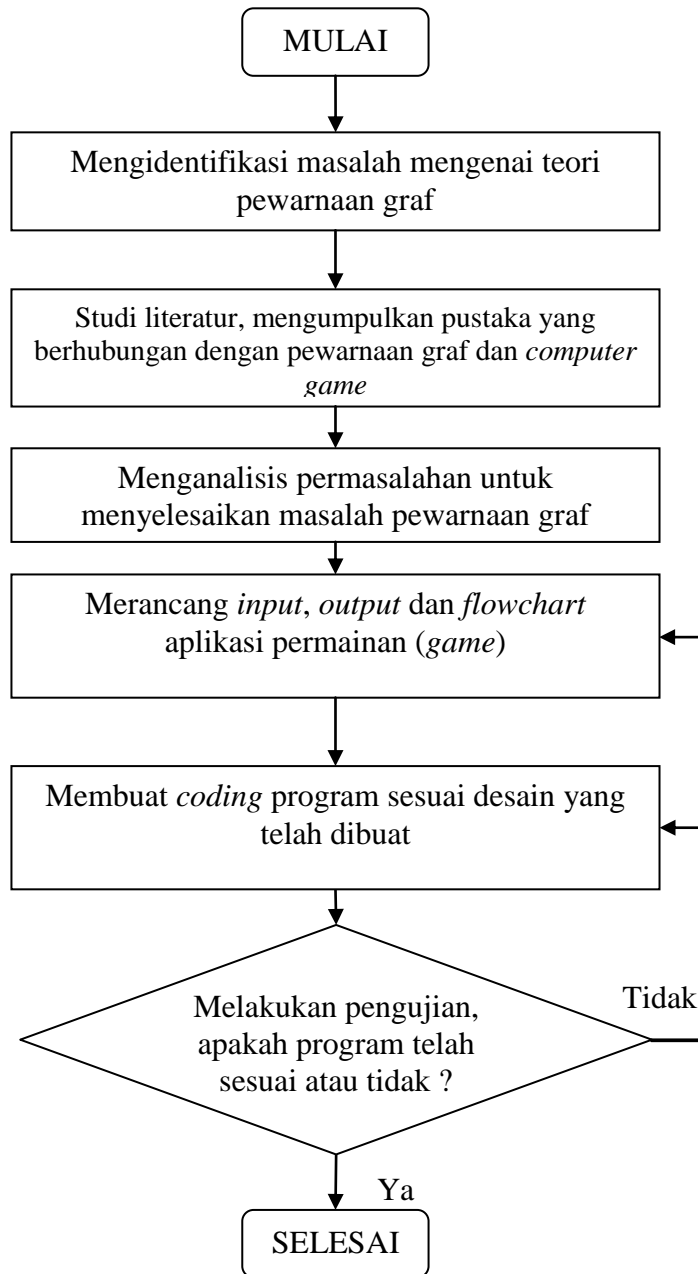 MULAI
Mengidentifikasi masalah mengenai teori
pewarnaan graf
Studi literatur, mengumpulkan pustaka yang
berhubungan dengan pewarnaan graf dan computer
game
Menganalisis permasalahan untuk
menyelesaikan masalah pewarnaan graf
Merancang input, output dan flowchart
aplikasi permainan (game)
Membuat coding program sesuai desain yang
telah dibuat
Melakukan pengujian,
apakah program telah
sesuai atau tidak ?
Tidak
Ya
SELESAI